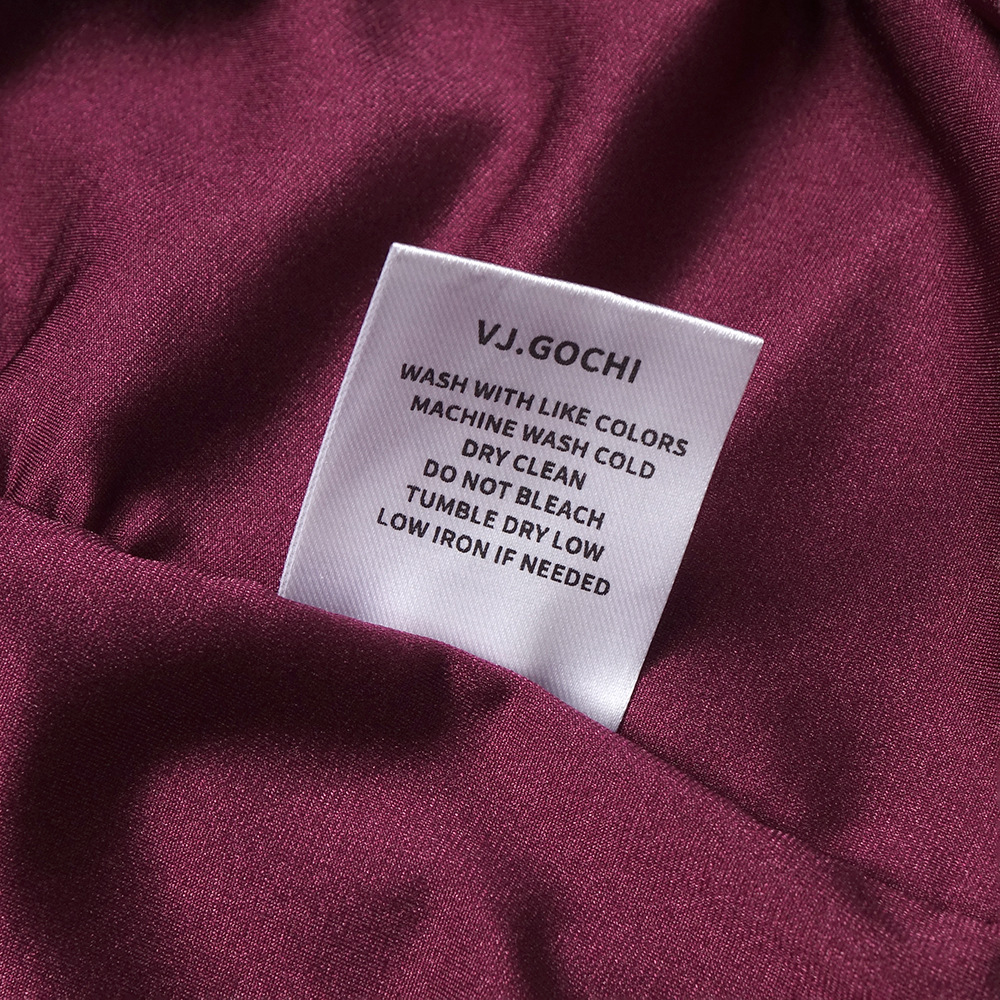 VJ.GOCHI
WASH WITH LIKE COLORS
MACHINE WASH COLD
DRY CLEAN
DO NOT BLEACH
TUMBLE DRY LOW
LOW IRON IF NEEDED